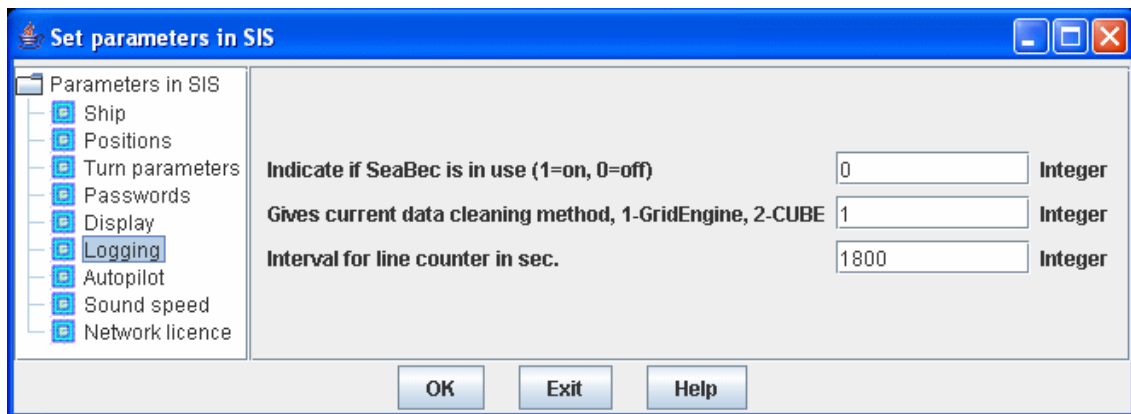 Set parameters in SIS
Parameters in SIS
Ship
Positions
Turn parameters
Passwords
Display
Logging
Autopilot
Sound speed
Network licence
Indicate if SeaBec is in use (1=on, 0=off) 0 Integer
Gives current data cleaning method, 1-GridEngine, 2-CUBE 1 Integer
Interval for line counter in sec. 1800 Integer
OK Exit Help